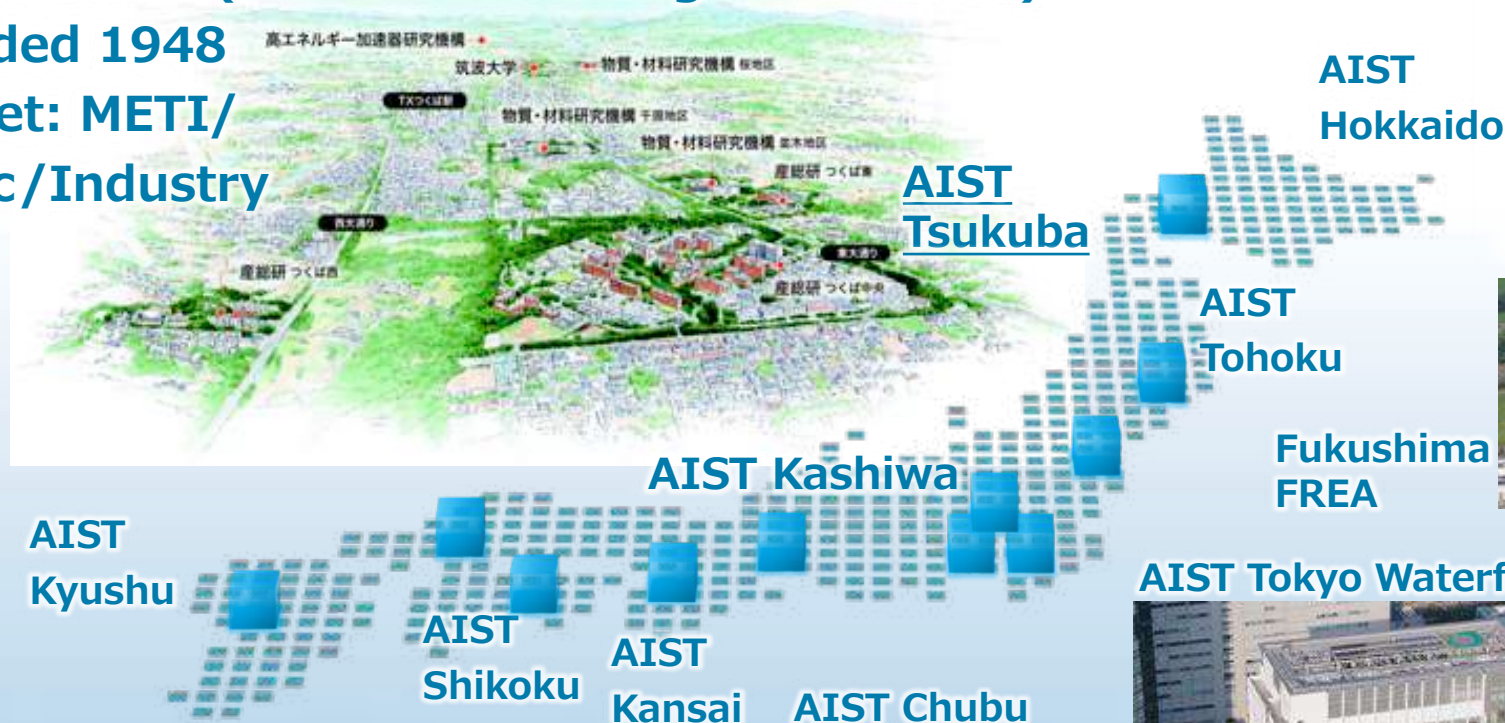 ded 1948
et: METI/
c/Industry
高エネルギー加速器研究機構
筑波大学
物質・材料研究機構 桜地区
TXつくば駅
物質・材料研究機構 千現地区
物質・材料研究機構 並木地区
産総研 つくば東
西大通り
東大通り
産総研 つくば西
産総研 つくば中央
AIST
Tsukuba
AIST
Hokkaido
AIST
Tohoku
Fukushima
FREA
AIST Kashiwa
AIST
Kyushu
AIST Tokyo Waterf
AIST
Shikoku
AIST
Kansai
AIST Chubu